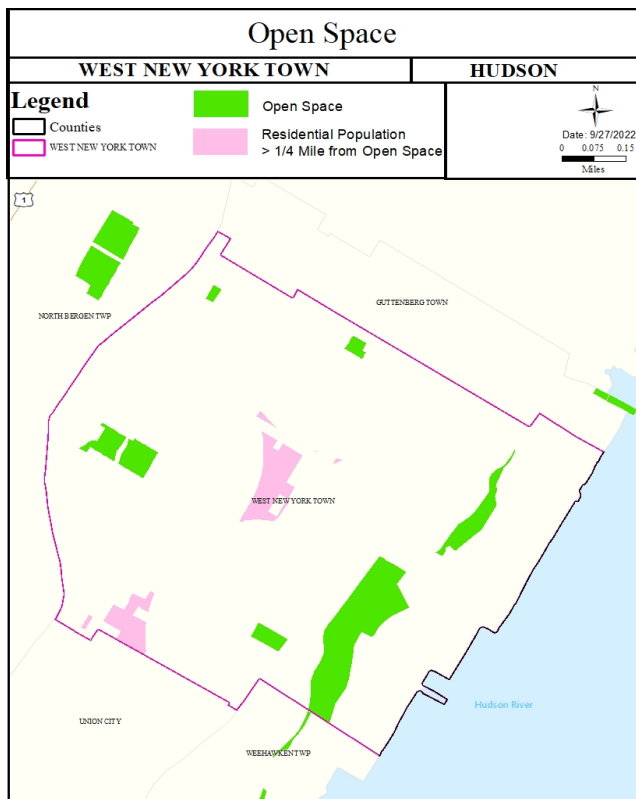 Open Space
WEST NEW YORK TOWN
HUDSON
Legend
Counties
WEST NEW YORK TOWN
Open Space
Residential Population
> 1/4 Mile from Open Space
N
Date: 9/27/2022
0 0.075 0.15
Miles
1
NORTH BERGEN TWP
GUTTENBERG TOWN
WEST NEW YORK TOWN
Hudson River
UNION CITY
WEEHAWKEN TWP